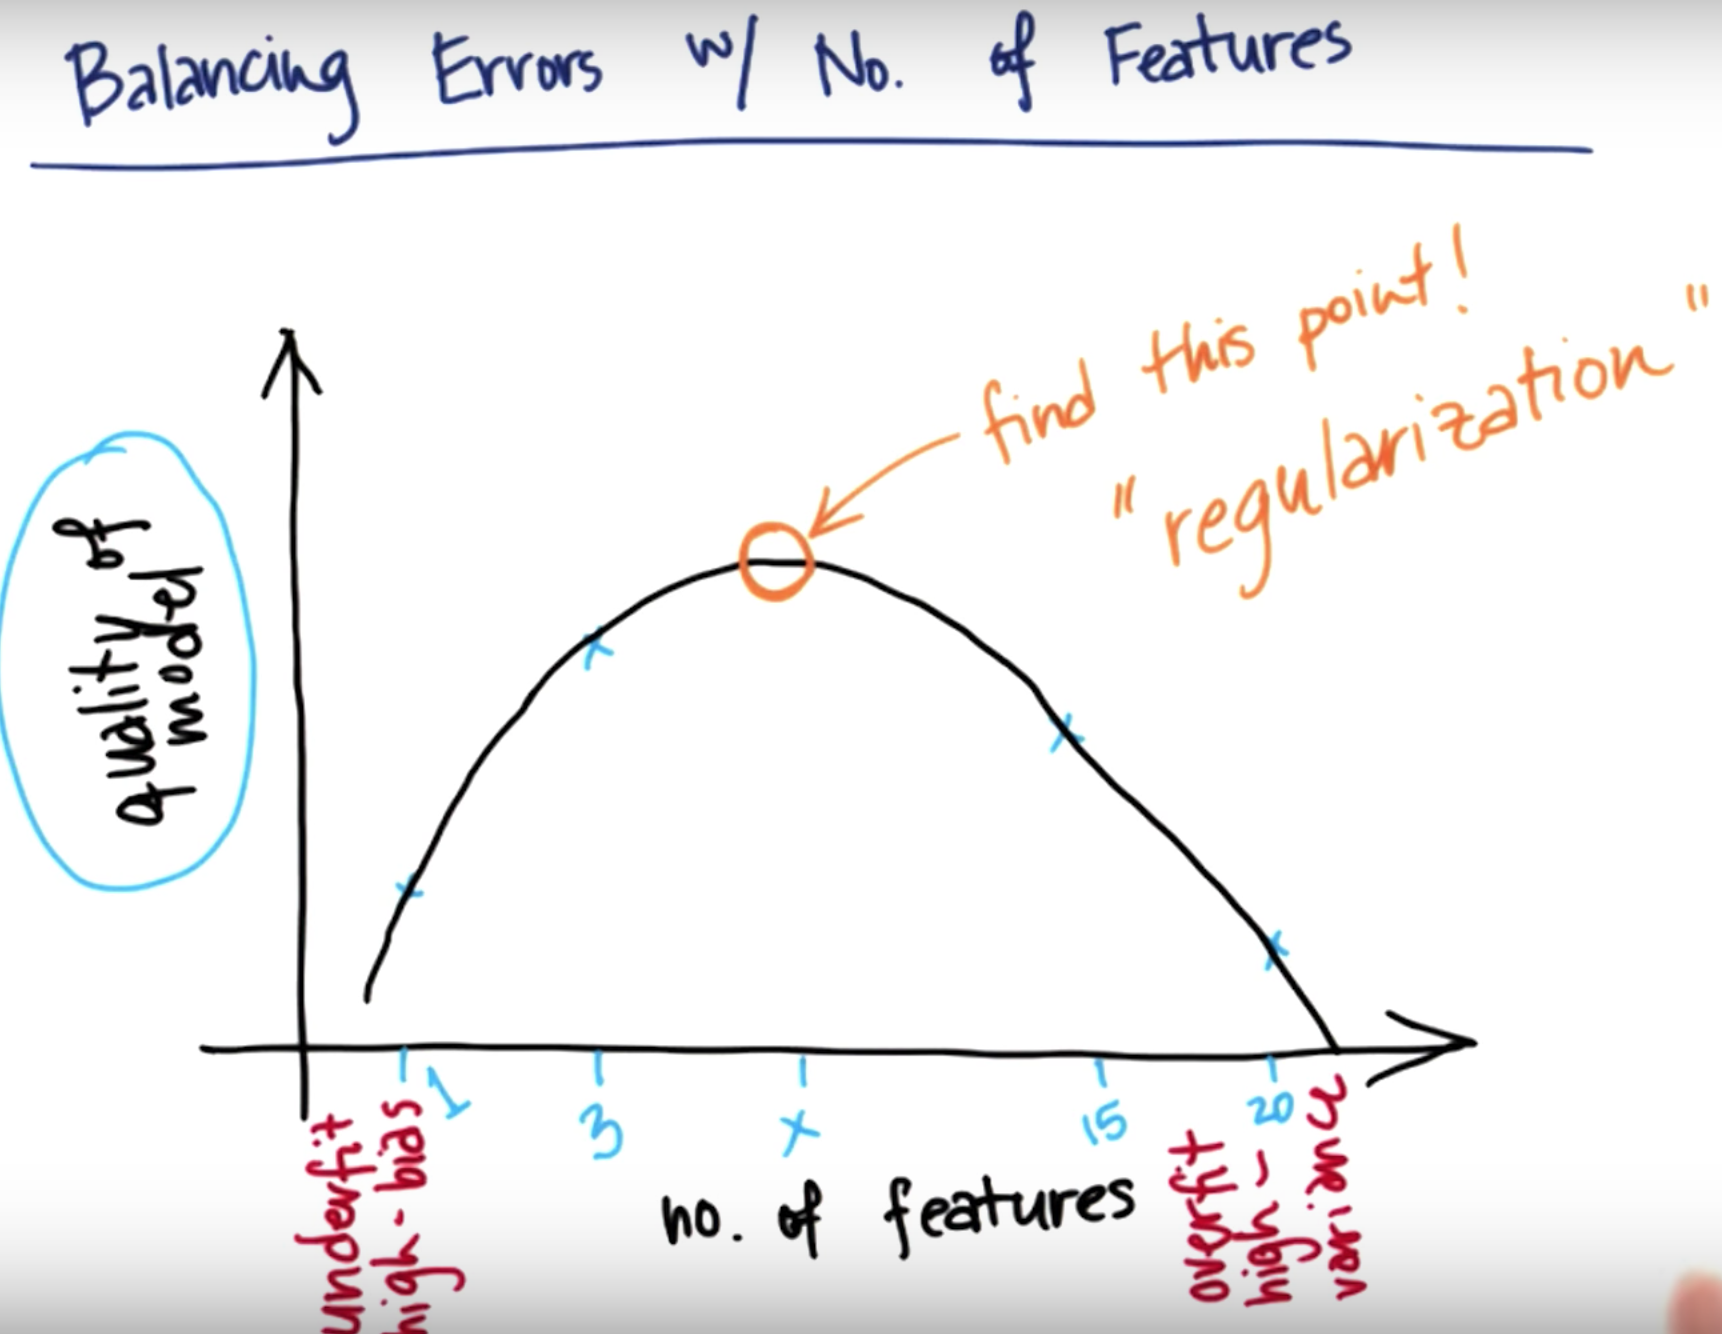 Balancing Errors w/ No. of Features
find this point!
"regularization"
quality of
model
1
3
x
15
20
no. of features
underfit
high-bias
overfit
high-
variance